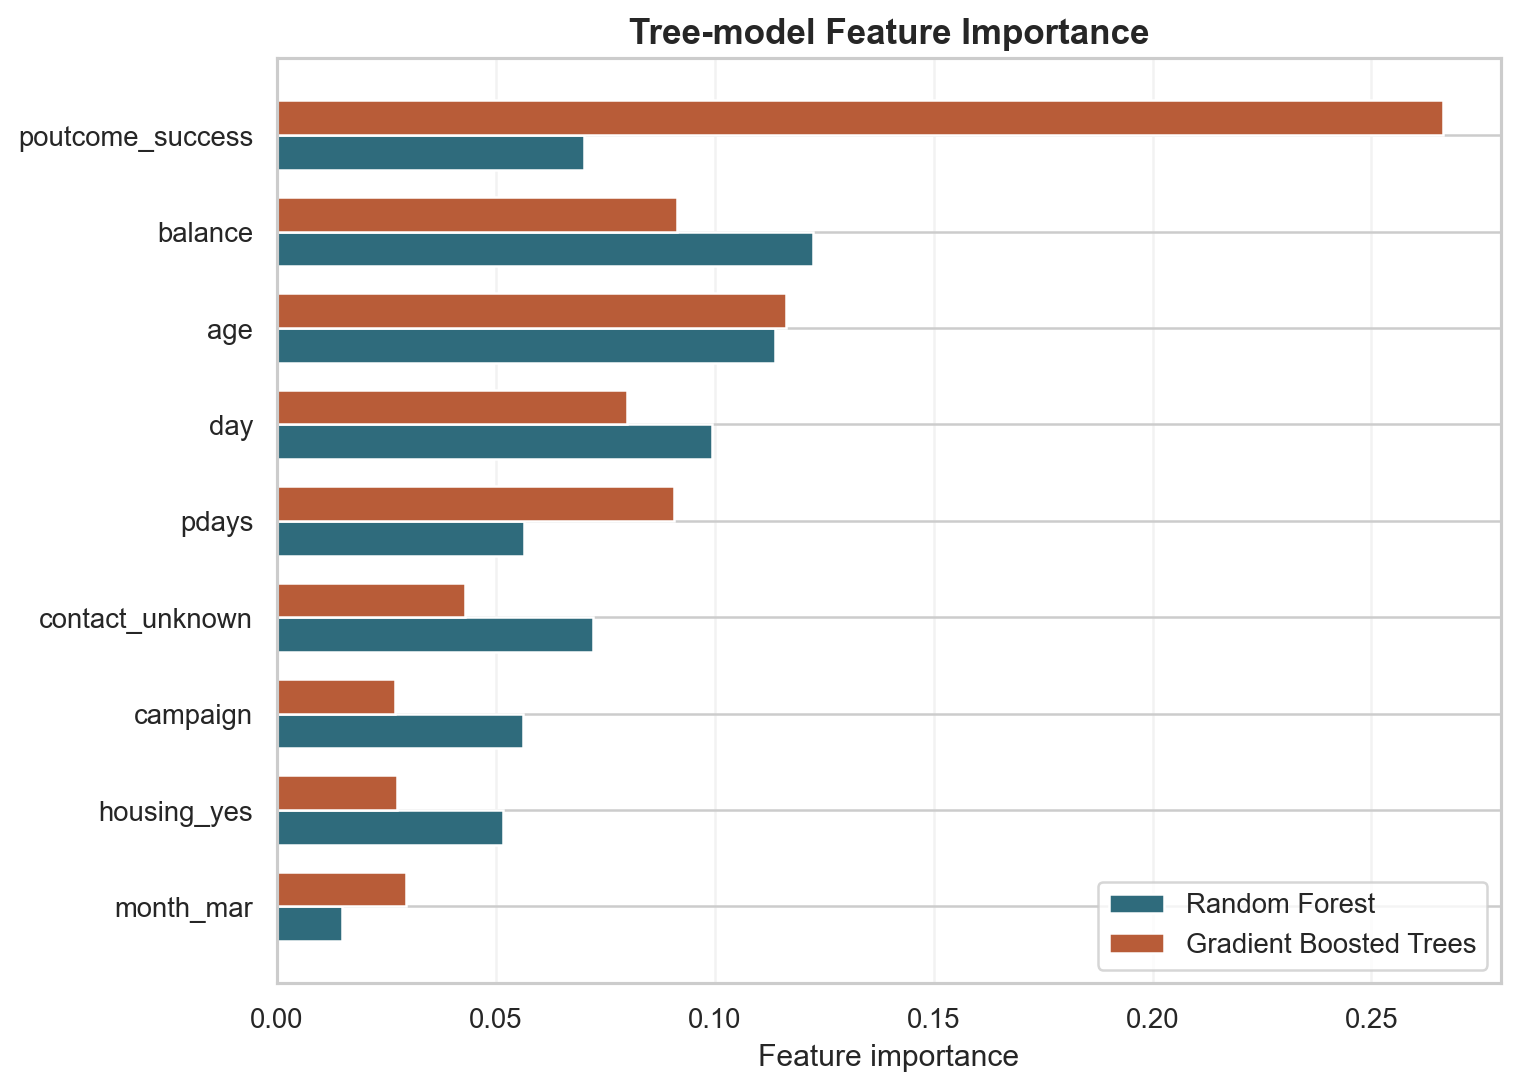 Tree-model Feature Importance
poutcome_success
balance
age
day
pdays
contact_unknown
campaign
housing_yes
month_mar
Random Forest
Gradient Boosted Trees
0.00 0.05 0.10 0.15 0.20 0.25
Feature importance